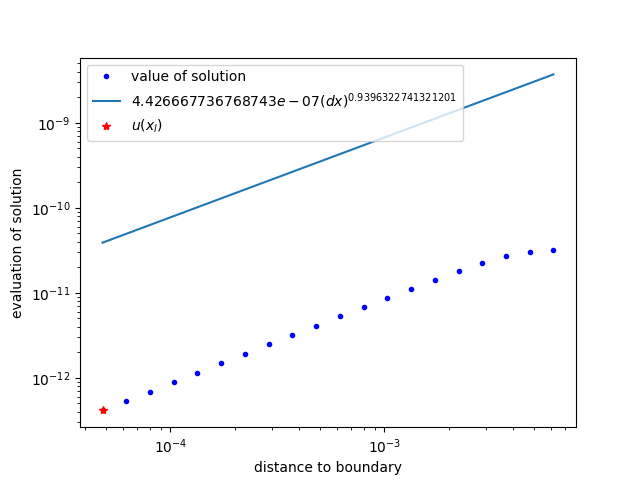 value of solution
4.426667736768743e − 07(dx)^0.9396322741321201
u(x_l)
10^−9
10^−10
10^−11
10^−12
evaluation of solution
10^−4
10^−3
distance to boundary